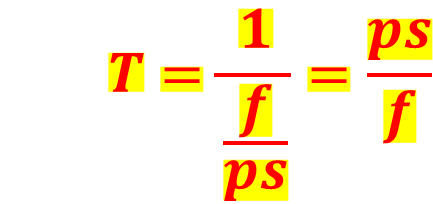 T = 1 / (f / ps) = ps / f